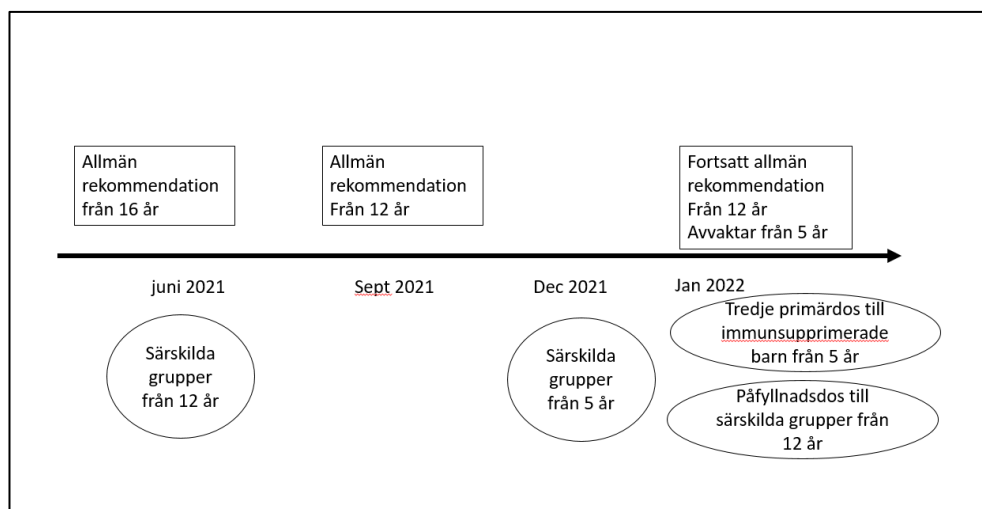 Allmän
rekommendation
från 16 år
Allmän
rekommendation
Från 12 år
Fortsatt allmän
rekommendation
Från 12 år
Avvaktar från 5 år
juni 2021
Sept 2021
Dec 2021
Jan 2022
Särskilda
grupper
från 12 år
Särskilda
grupper
från 5 år
Tredje primärdos till
immunsupprimerade
barn från 5 år
Påfyllnadsdos till
särskilda grupper från
12 år